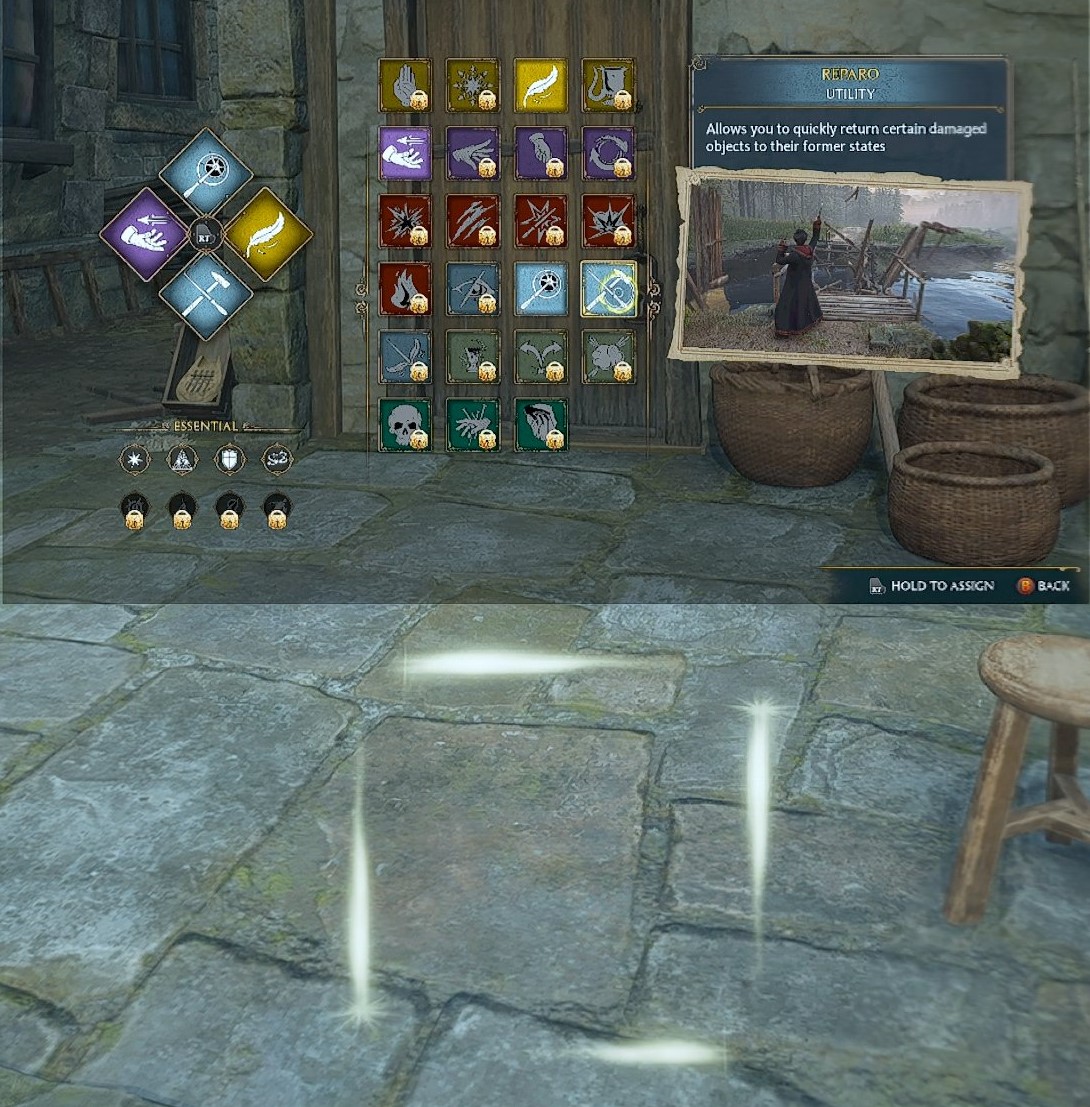 REPARO
UTILITY
Allows you to quickly return certain damaged
objects to their former states
RT
ESSENTIAL
RT HOLD TO ASSIGN B BACK